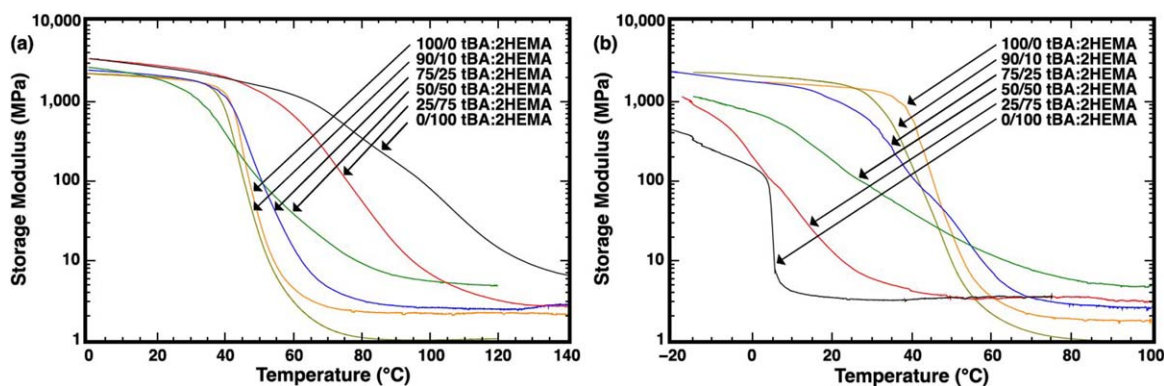 (a)
10,000
1,000
100
10
1
Storage Modulus (MPa)
100/0 tBA:2HEMA
90/10 tBA:2HEMA
75/25 tBA:2HEMA
50/50 tBA:2HEMA
25/75 tBA:2HEMA
0/100 tBA:2HEMA
0 20 40 60 80 100 120 140
Temperature (°C)
(b)
10,000
1,000
100
10
1
Storage Modulus (MPa)
100/0 tBA:2HEMA
90/10 tBA:2HEMA
75/25 tBA:2HEMA
50/50 tBA:2HEMA
25/75 tBA:2HEMA
0/100 tBA:2HEMA
−20 0 20 40 60 80 100
Temperature (°C)